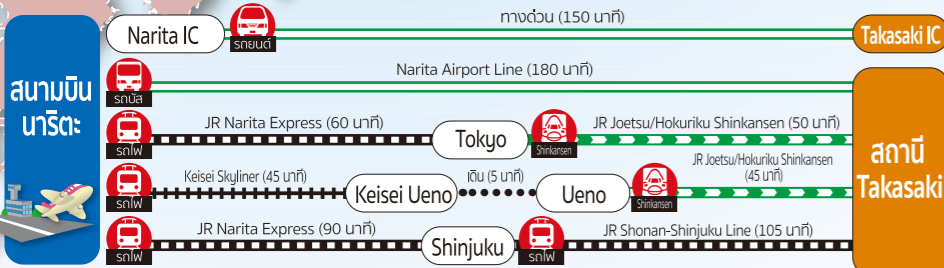 สนามบิน
นาริตะ
Narita IC
รถยนต์
ทางด่วน (150 นาที)
Takasaki IC
รถบัส
Narita Airport Line (180 นาที)
รถไฟ
JR Narita Express (60 นาที)
Tokyo
Shinkansen
JR Joetsu/Hokuriku Shinkansen (50 นาที)
รถไฟ
Keisei Skyliner (45 นาที)
Keisei Ueno
เดิน (5 นาที)
Ueno
Shinkansen
JR Joetsu/Hokuriku Shinkansen
(45 นาที)
รถไฟ
JR Narita Express (90 นาที)
Shinjuku
รถไฟ
JR Shonan-Shinjuku Line (105 นาที)
สถานี
Takasaki